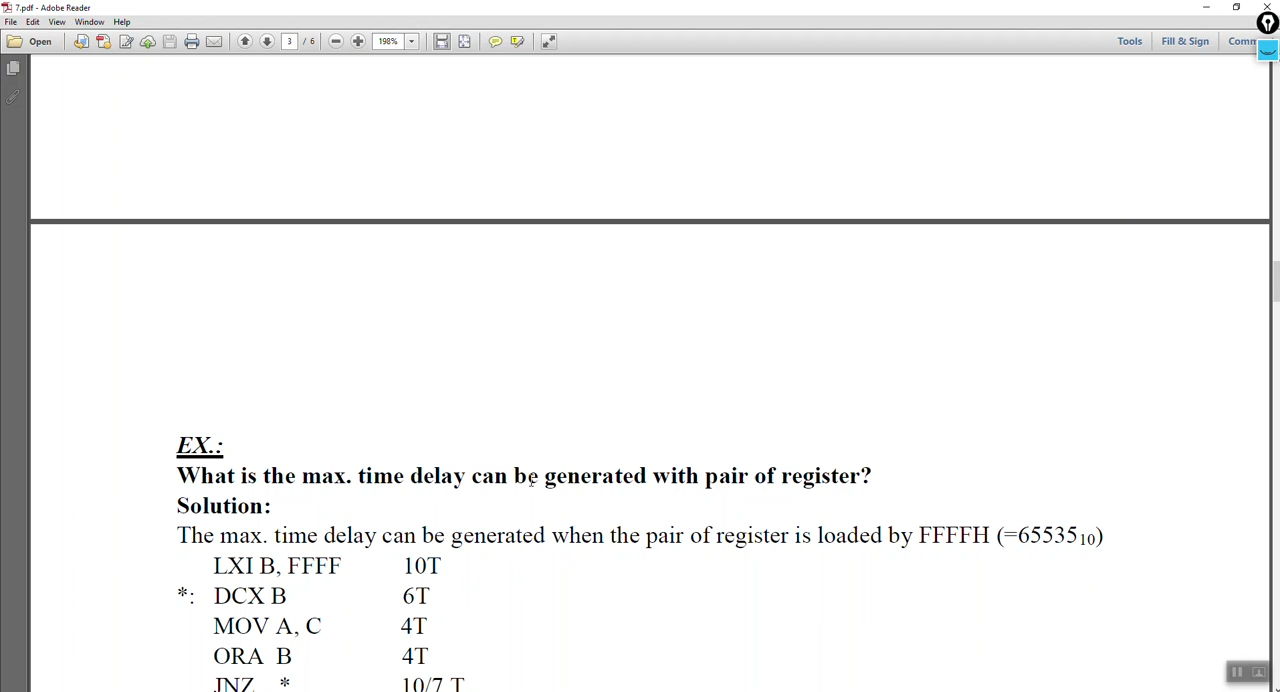 7.pdf - Adobe Reader
File Edit View Window Help
Open 3 / 6 198% Tools Fill & Sign Comm
EX.:
What is the max. time delay can be generated with pair of register?
Solution:
The max. time delay can be generated when the pair of register is loaded by FFFFH (=65535₁₀)
LXI B, FFFF 10T
*: DCX B 6T
MOV A, C 4T
ORA B 4T
JNZ * 10/7 T